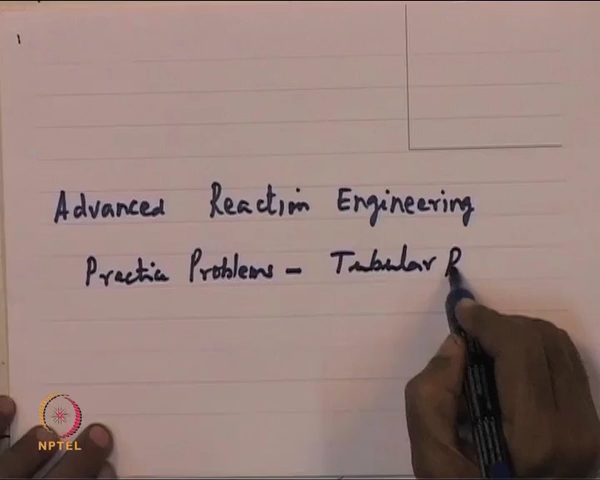 Advanced Reaction Engineering
Practice Problems - Tubular R
NPTEL